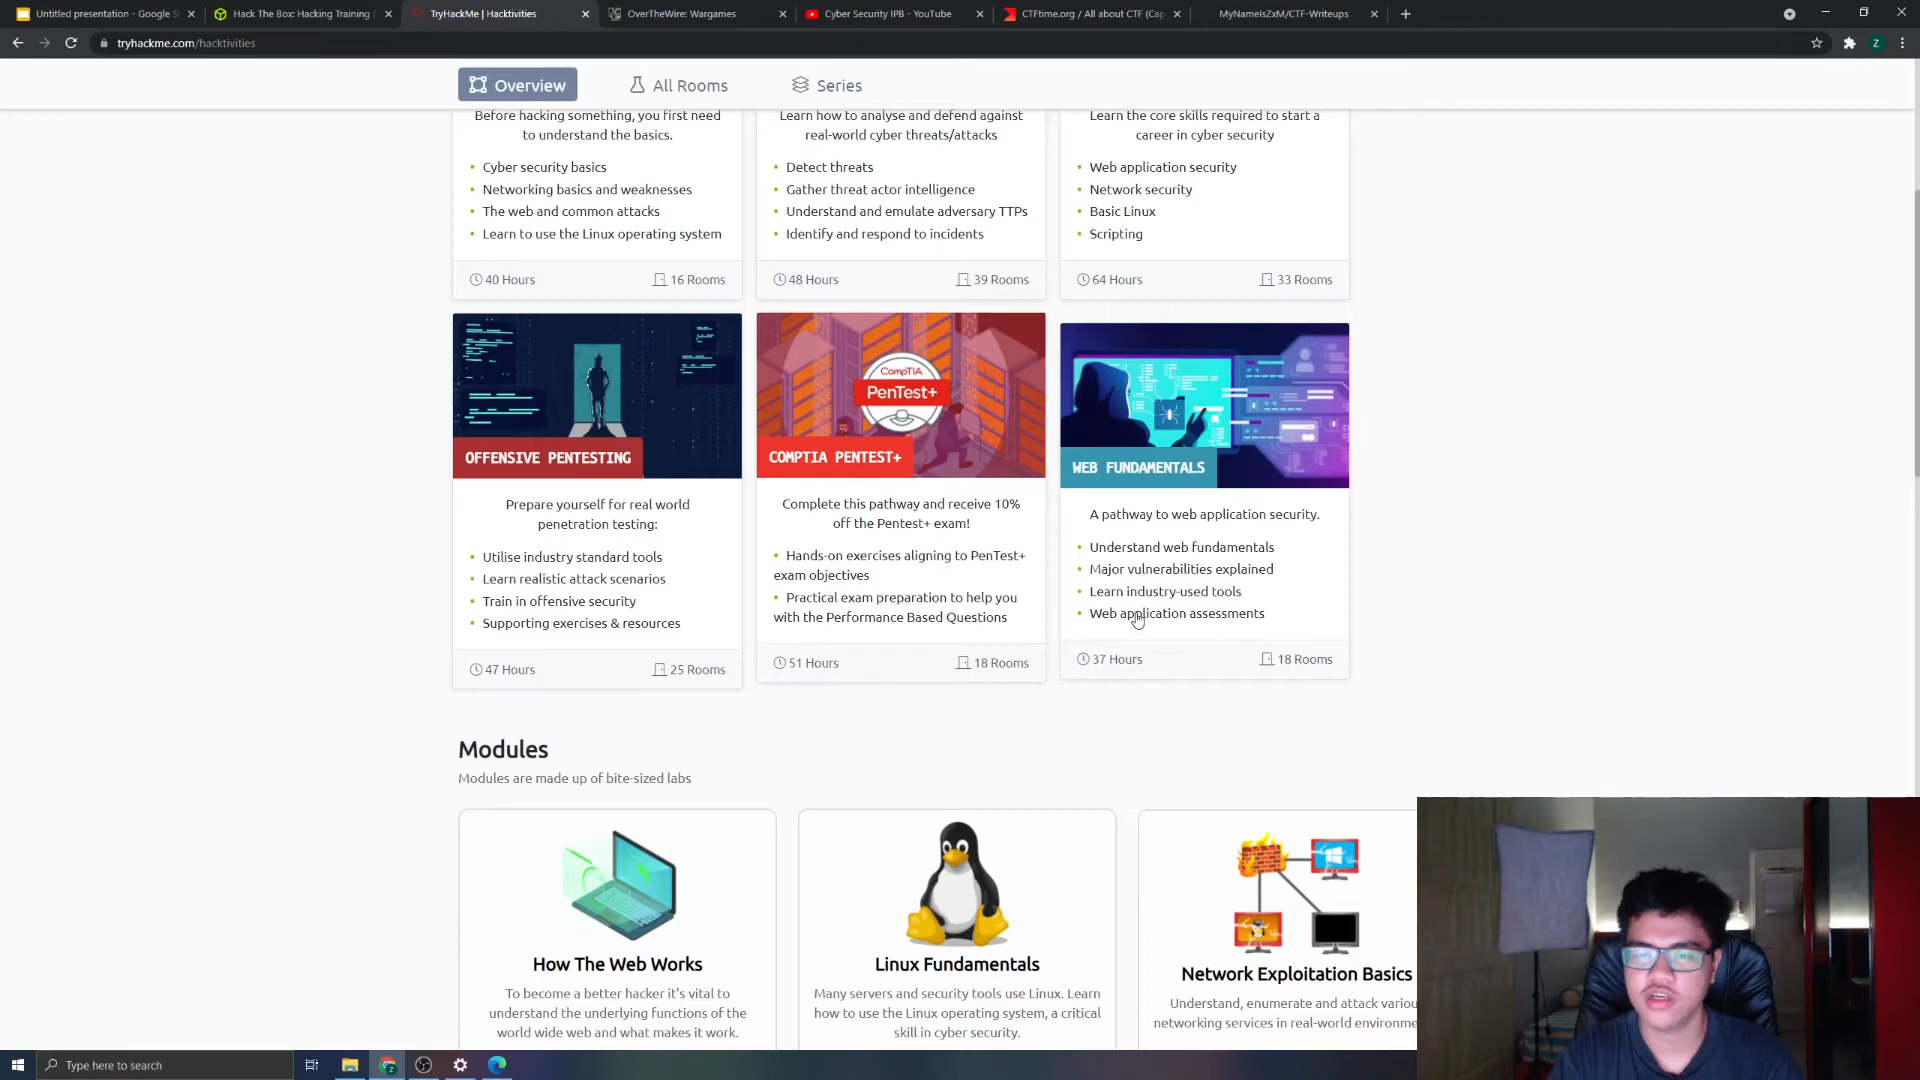 Untitled presentation - Google Sl
Hack The Box: Hacking Training F
TryHackMe | Hacktivities
OverTheWire: Wargames
Cyber Security IPB - YouTube
CTFtime.org / All about CTF (Cap
MyNameIsZxM/CTF-Writeups
tryhackme.com/hacktivities
Z
Overview
All Rooms
Series
Before hacking something, you first need
to understand the basics.
Cyber security basics
Networking basics and weaknesses
The web and common attacks
Learn to use the Linux operating system
40 Hours
16 Rooms
Learn how to analyse and defend against
real-world cyber threats/attacks
Detect threats
Gather threat actor intelligence
Understand and emulate adversary TTPs
Identify and respond to incidents
48 Hours
39 Rooms
Learn the core skills required to start a
career in cyber security
Web application security
Network security
Basic Linux
Scripting
64 Hours
33 Rooms
OFFENSIVE PENTESTING
Prepare yourself for real world
penetration testing:
Utilise industry standard tools
Learn realistic attack scenarios
Train in offensive security
Supporting exercises & resources
47 Hours
25 Rooms
CompTIA
PenTest+
COMPTIA PENTEST+
Complete this pathway and receive 10%
off the Pentest+ exam!
Hands-on exercises aligning to PenTest+
exam objectives
Practical exam preparation to help you
with the Performance Based Questions
51 Hours
18 Rooms
WEB FUNDAMENTALS
A pathway to web application security.
Understand web fundamentals
Major vulnerabilities explained
Learn industry-used tools
Web application assessments
37 Hours
18 Rooms
Modules
Modules are made up of bite-sized labs
How The Web Works
To become a better hacker it's vital to
understand the underlying functions of the
world wide web and what makes it work.
Linux Fundamentals
Many servers and security tools use Linux. Learn
how to use the Linux operating system, a critical
skill in cyber security.
Network Exploitation Basics
Understand, enumerate and attack variou
networking services in real-world environme
Type here to search